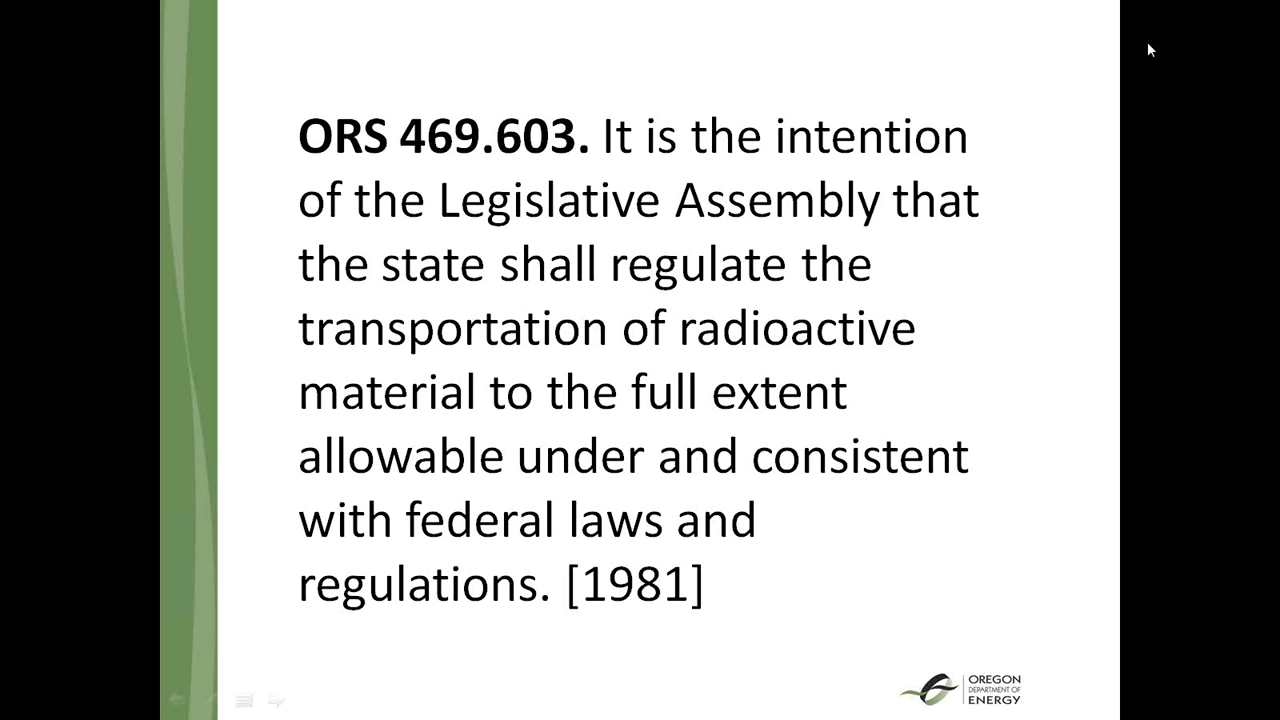 ORS 469.603. It is the intention
of the Legislative Assembly that
the state shall regulate the
transportation of radioactive
material to the full extent
allowable under and consistent
with federal laws and
regulations. [1981]
OREGON
DEPARTMENT OF
ENERGY